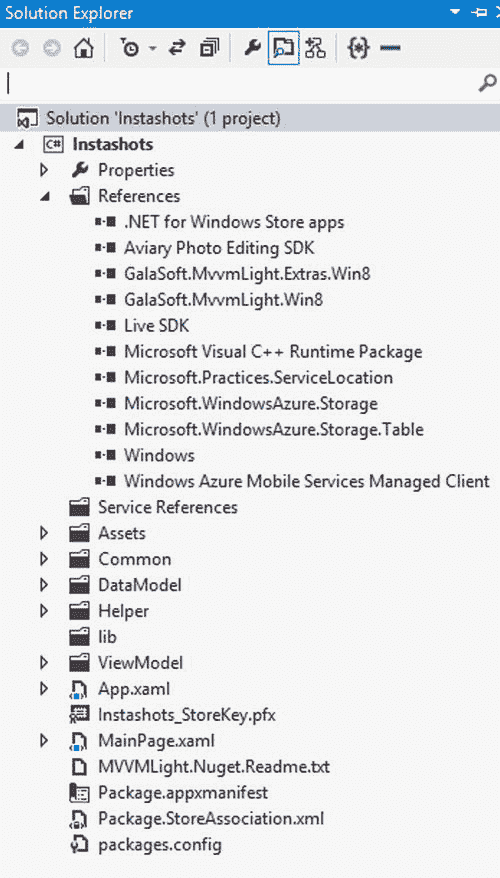 Solution Explorer
Solution 'Instashots' (1 project)
C# Instashots
Properties
References
.NET for Windows Store apps
Aviary Photo Editing SDK
GalaSoft.MvvmLight.Extras.Win8
GalaSoft.MvvmLight.Win8
Live SDK
Microsoft Visual C++ Runtime Package
Microsoft.Practices.ServiceLocation
Microsoft.WindowsAzure.Storage
Microsoft.WindowsAzure.Storage.Table
Windows
Windows Azure Mobile Services Managed Client
Service References
Assets
Common
DataModel
Helper
lib
ViewModel
App.xaml
Instashots_StoreKey.pfx
MainPage.xaml
MVVMLight.Nuget.Readme.txt
Package.appxmanifest
Package.StoreAssociation.xml
packages.config